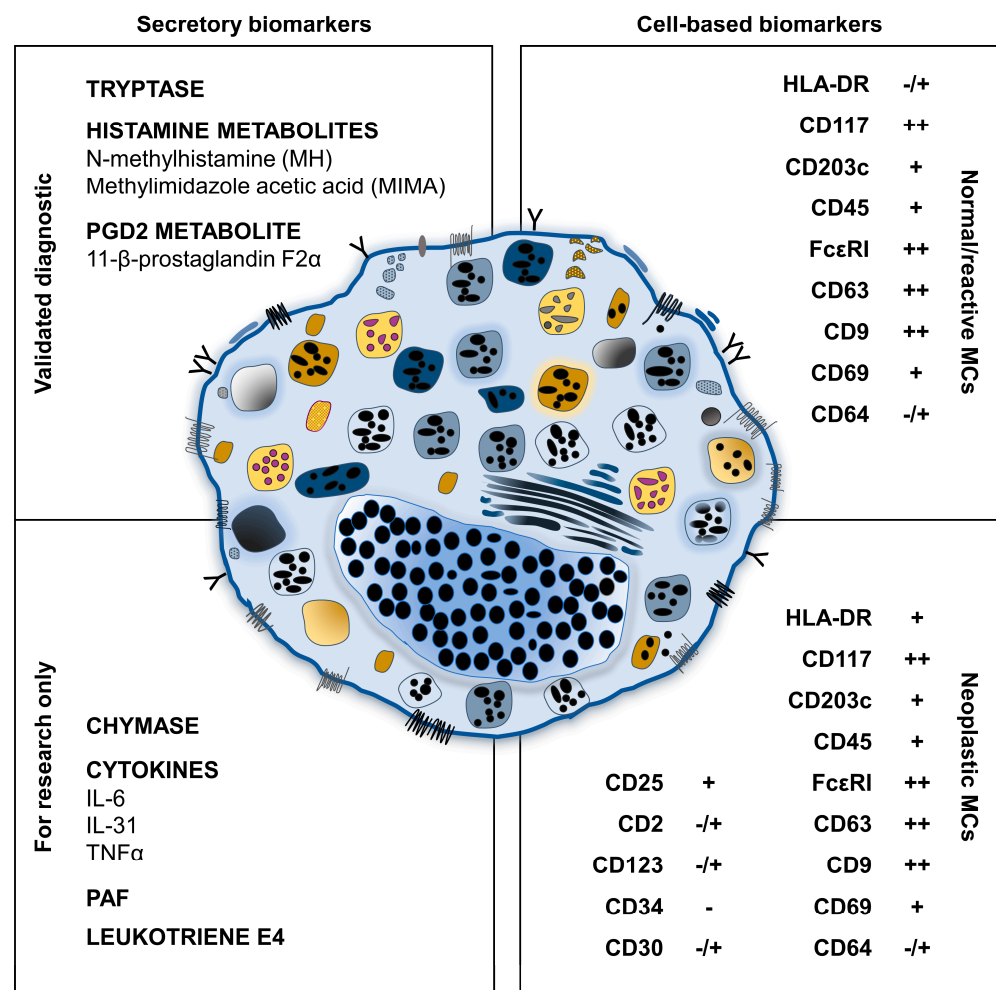 Secretory biomarkers
Cell-based biomarkers
Validated diagnostic
TRYPTASE
HISTAMINE METABOLITES
N-methylhistamine (MH)
Methylimidazole acetic acid (MIMA)
PGD2 METABOLITE
11-β-prostaglandin F2α
HLA-DR -/+
CD117 ++
CD203c +
CD45 +
FcεRI ++
CD63 ++
CD9 ++
CD69 +
CD64 -/+
Normal/reactive MCs
For research only
CHYMASE
CYTOKINES
IL-6
IL-31
TNFα
PAF
LEUKOTRIENE E4
HLA-DR +
CD117 ++
CD203c +
CD45 +
CD25 + FcεRI ++
CD2 -/+ CD63 ++
CD123 -/+ CD9 ++
CD34 - CD69 +
CD30 -/+ CD64 -/+
Neoplastic MCs